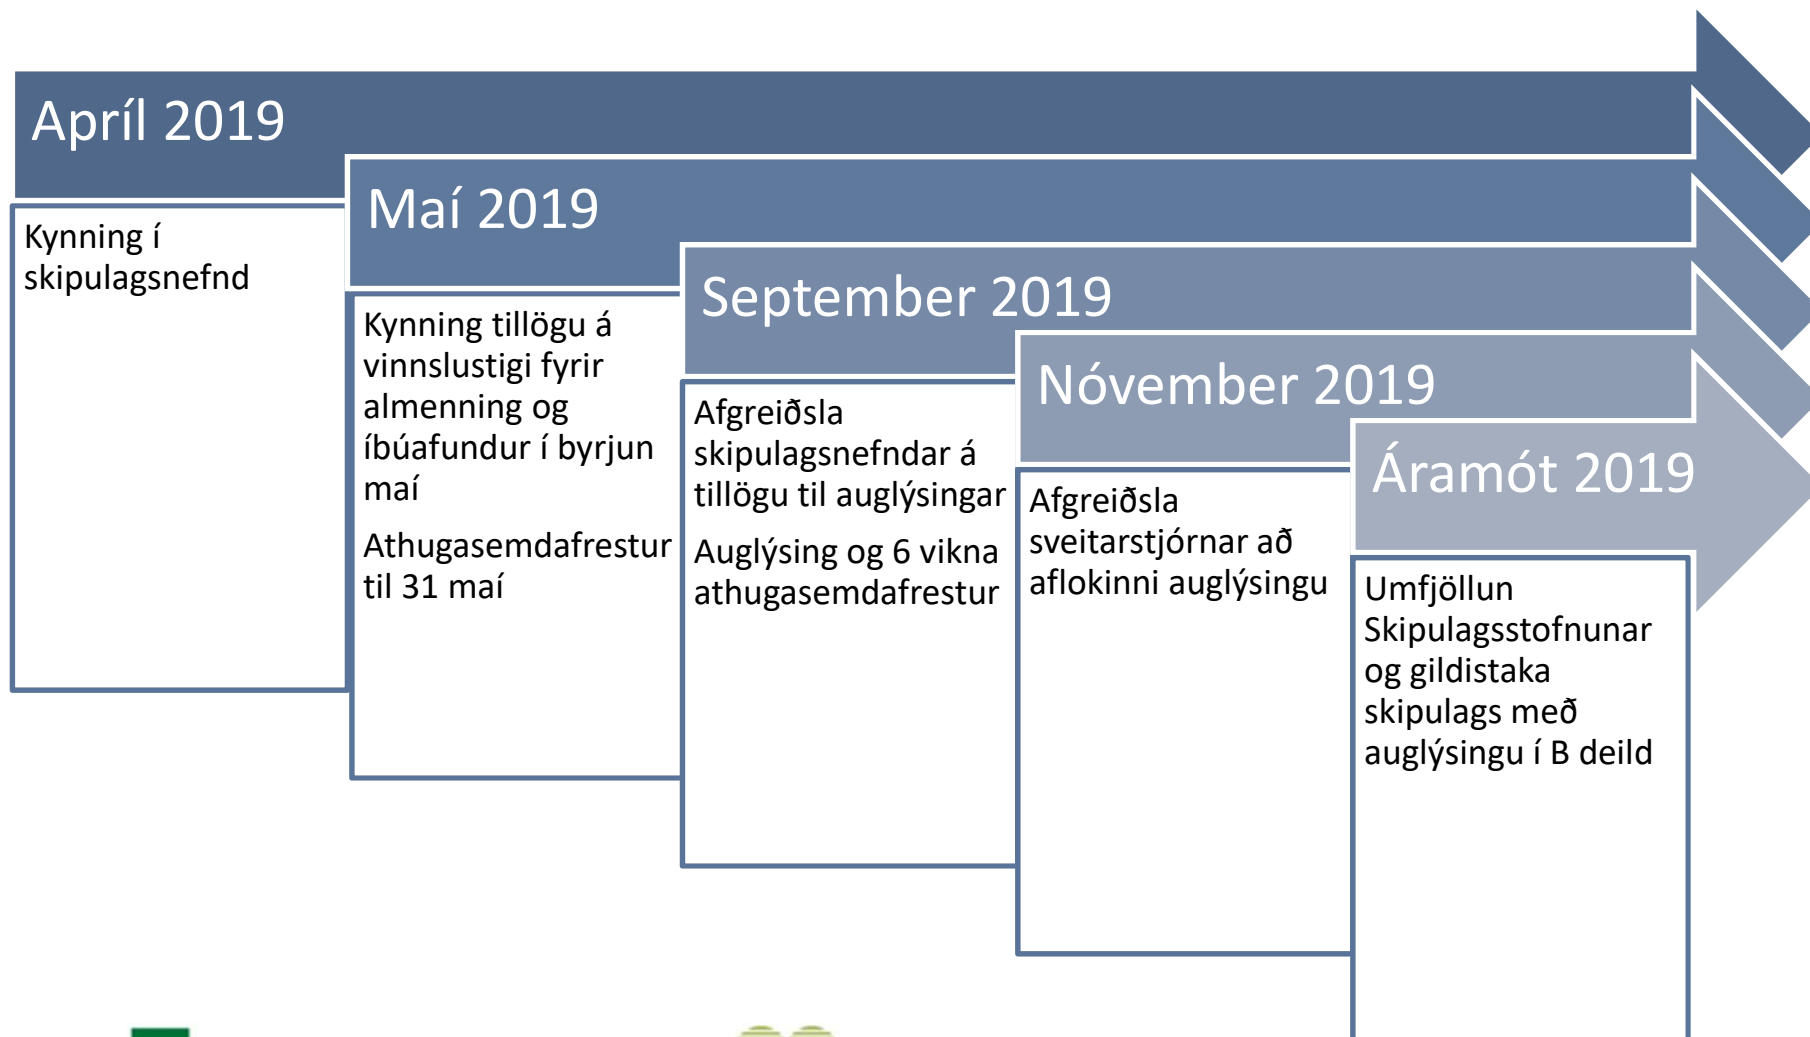 Apríl 2019
Kynning í
skipulagsnefnd
Maí 2019
Kynning tillögu á
vinnslustigi fyrir
almenning og
íbúafundur í byrjun
maí
Athugasemdafrestur
til 31 maí
September 2019
Afgreiðsla
skipulagsnefndar á
tillögu til auglýsingar
Auglýsing og 6 vikna
athugasemdafrestur
Nóvember 2019
Afgreiðsla
sveitarstjórnar að
aflokinni auglýsingu
Áramót 2019
Umfjöllun
Skipulagsstofnunar
og gildistaka
skipulags með
auglýsingu í B deild